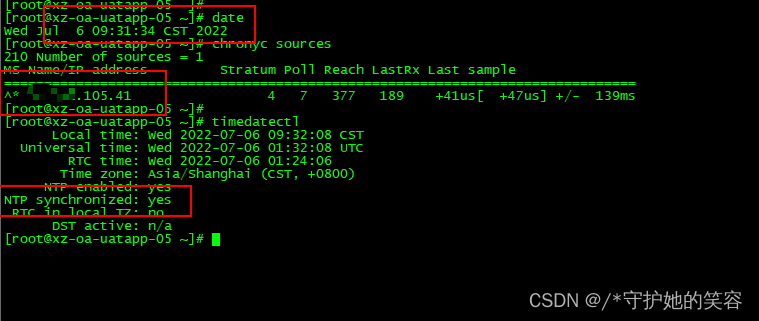 [root@xz-oa-uatapp-05 ~]#
[root@xz-oa-uatapp-05 ~]# date
Wed Jul  6 09:31:34 CST 2022
[root@xz-oa-uatapp-05 ~]# chronyc sources
210 Number of sources = 1
MS Name/IP address         Stratum Poll Reach LastRx Last sample
===============================================================================
^* .105.41                 4   7   377   189    +41us[  +47us] +/-  139ms
[root@xz-oa-uatapp-05 ~]#
[root@xz-oa-uatapp-05 ~]# timedatectl
Local time: Wed 2022-07-06 09:32:08 CST
Universal time: Wed 2022-07-06 01:32:08 UTC
RTC time: Wed 2022-07-06 01:24:06
Time zone: Asia/Shanghai (CST, +0800)
NTP enabled: yes
NTP synchronized: yes
RTC in local TZ: no
DST active: n/a
[root@xz-oa-uatapp-05 ~]#
CSDN @/*守护她的笑容